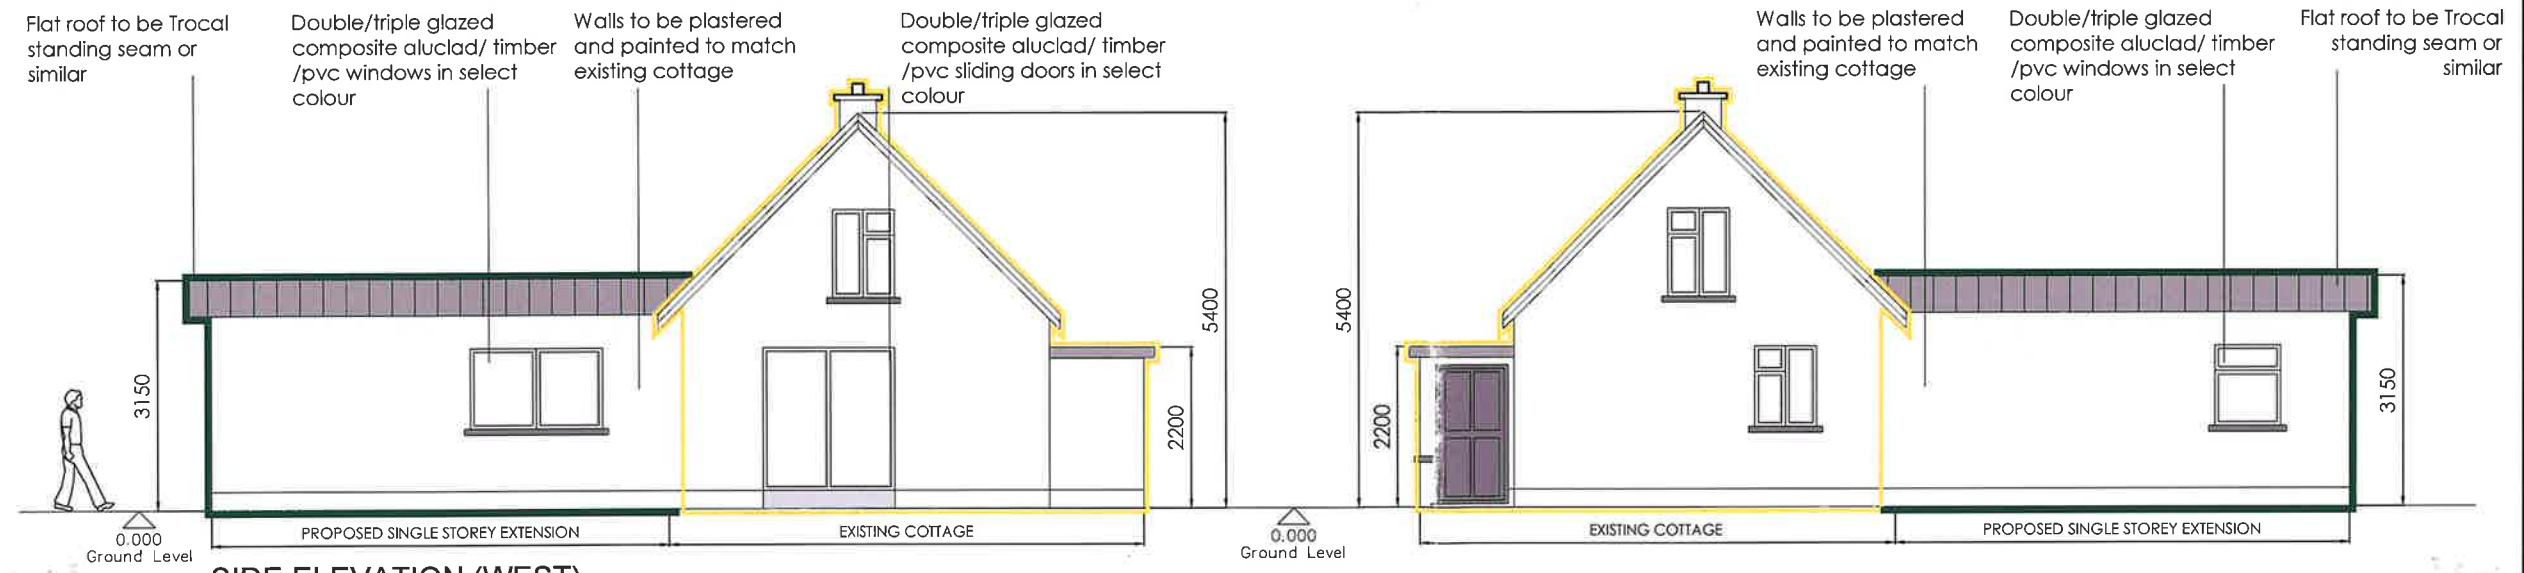 Flat roof to be Trocal
standing seam or
similar
Double/triple glazed
composite aluclad/ timber
/pvc windows in select
colour
Walls to be plastered
and painted to match
existing cottage
Double/triple glazed
composite aluclad/ timber
/pvc sliding doors in select
colour
Walls to be plastered
and painted to match
existing cottage
Double/triple glazed
composite aluclad/ timber
/pvc windows in select
colour
Flat roof to be Trocal
standing seam or
similar
3150
5400
2200
5400
2200
3150
0.000
Ground Level
PROPOSED SINGLE STOREY EXTENSION
EXISTING COTTAGE
0.000
Ground Level
EXISTING COTTAGE
PROPOSED SINGLE STOREY EXTENSION
SIDE ELEVATION (WEST)